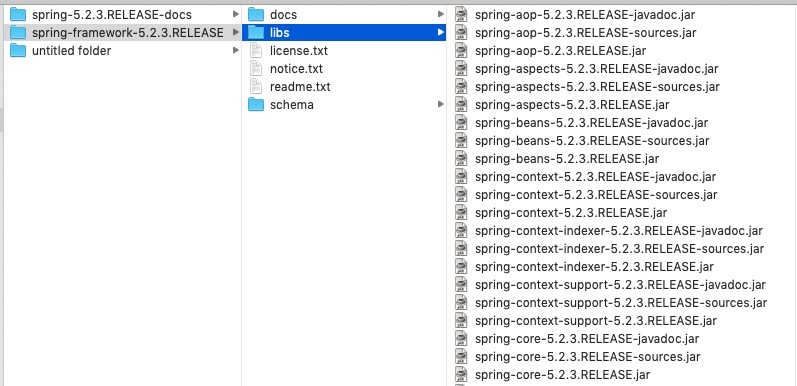 spring-5.2.3.RELEASE-docs
spring-framework-5.2.3.RELEASE
untitled folder
docs
libs
license.txt
notice.txt
readme.txt
schema
spring-aop-5.2.3.RELEASE-javadoc.jar
spring-aop-5.2.3.RELEASE-sources.jar
spring-aop-5.2.3.RELEASE.jar
spring-aspects-5.2.3.RELEASE-javadoc.jar
spring-aspects-5.2.3.RELEASE-sources.jar
spring-aspects-5.2.3.RELEASE.jar
spring-beans-5.2.3.RELEASE-javadoc.jar
spring-beans-5.2.3.RELEASE-sources.jar
spring-beans-5.2.3.RELEASE.jar
spring-context-5.2.3.RELEASE-javadoc.jar
spring-context-5.2.3.RELEASE-sources.jar
spring-context-5.2.3.RELEASE.jar
spring-context-indexer-5.2.3.RELEASE-javadoc.jar
spring-context-indexer-5.2.3.RELEASE-sources.jar
spring-context-indexer-5.2.3.RELEASE.jar
spring-context-support-5.2.3.RELEASE-javadoc.jar
spring-context-support-5.2.3.RELEASE-sources.jar
spring-context-support-5.2.3.RELEASE.jar
spring-core-5.2.3.RELEASE-javadoc.jar
spring-core-5.2.3.RELEASE-sources.jar
spring-core-5.2.3.RELEASE.jar